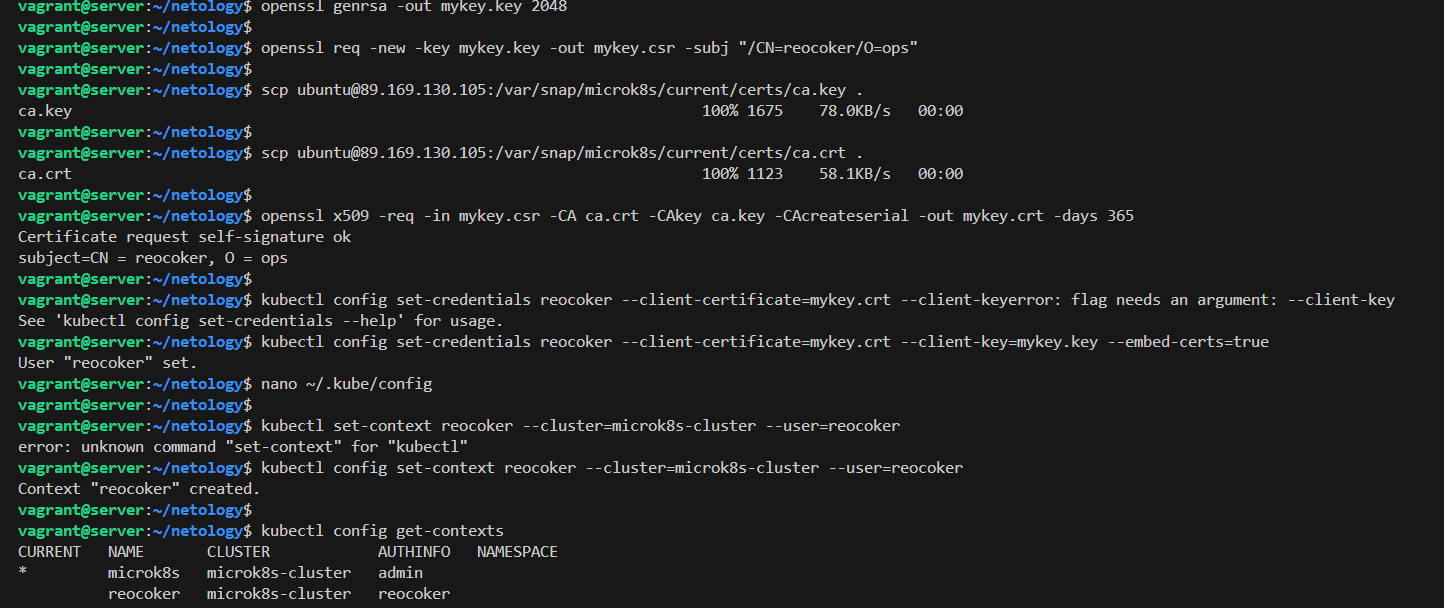 vagrant@server:~/netology$ openssl genrsa -out mykey.key 2048
vagrant@server:~/netology$
vagrant@server:~/netology$ openssl req -new -key mykey.key -out mykey.csr -subj "/CN=reocoker/O=ops"
vagrant@server:~/netology$
vagrant@server:~/netology$ scp ubuntu@89.169.130.105:/var/snap/microk8s/current/certs/ca.key .
ca.key 100% 1675 78.0KB/s 00:00
vagrant@server:~/netology$
vagrant@server:~/netology$ scp ubuntu@89.169.130.105:/var/snap/microk8s/current/certs/ca.crt .
ca.crt 100% 1123 58.1KB/s 00:00
vagrant@server:~/netology$
vagrant@server:~/netology$ openssl x509 -req -in mykey.csr -CA ca.crt -CAkey ca.key -CAcreateserial -out mykey.crt -days 365
Certificate request self-signature ok
subject=CN = reocoker, O = ops
vagrant@server:~/netology$
vagrant@server:~/netology$ kubectl config set-credentials reocoker --client-certificate=mykey.crt --client-keyerror: flag needs an argument: --client-key
See 'kubectl config set-credentials --help' for usage.
vagrant@server:~/netology$ kubectl config set-credentials reocoker --client-certificate=mykey.crt --client-key=mykey.key --embed-certs=true
User "reocoker" set.
vagrant@server:~/netology$ nano ~/.kube/config
vagrant@server:~/netology$
vagrant@server:~/netology$ kubectl set-context reocoker --cluster=microk8s-cluster --user=reocoker
error: unknown command "set-context" for "kubectl"
vagrant@server:~/netology$ kubectl config set-context reocoker --cluster=microk8s-cluster --user=reocoker
Context "reocoker" created.
vagrant@server:~/netology$
vagrant@server:~/netology$ kubectl config get-contexts
CURRENT NAME CLUSTER AUTHINFO NAMESPACE
* microk8s microk8s-cluster admin
reocoker microk8s-cluster reocoker